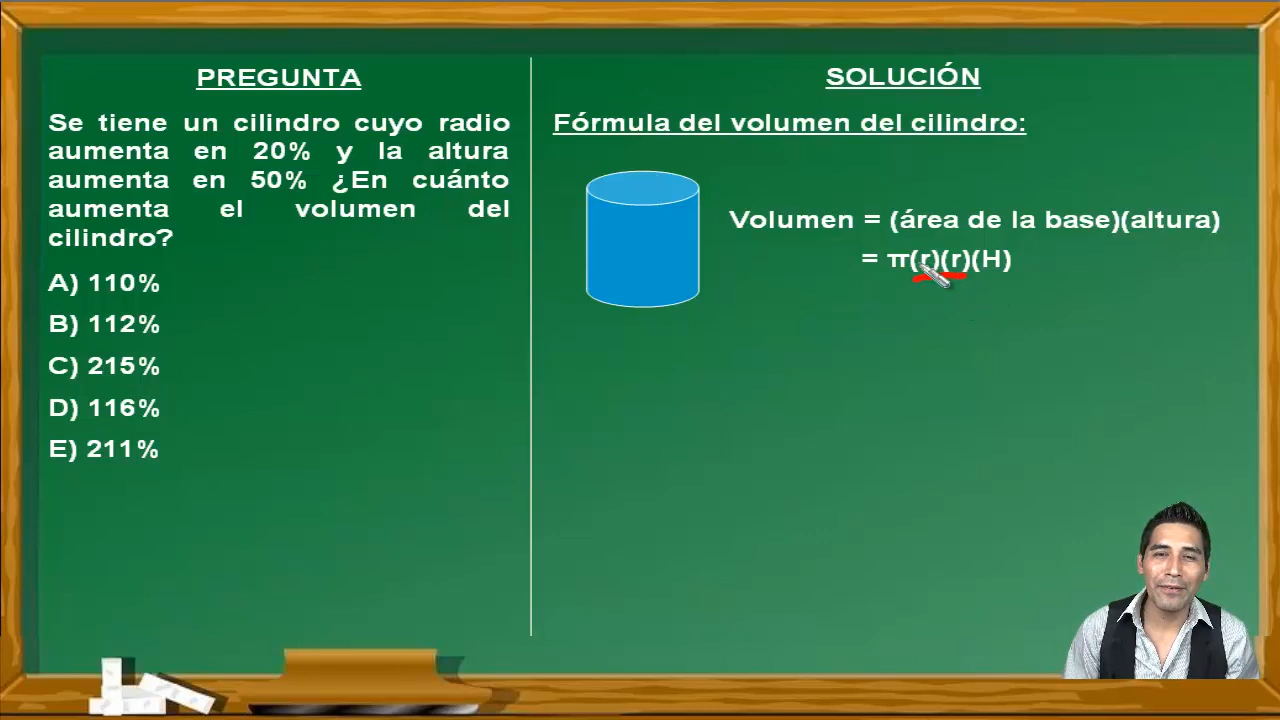 PREGUNTA
Se tiene un cilindro cuyo radio
aumenta en 20% y la altura
aumenta en 50% ¿En cuánto
aumenta el volumen del
cilindro?
A) 110%
B) 112%
C) 215%
D) 116%
E) 211%
SOLUCIÓN
Fórmula del volumen del cilindro:
Volumen = (área de la base)(altura)
= π(r)(r)(H)